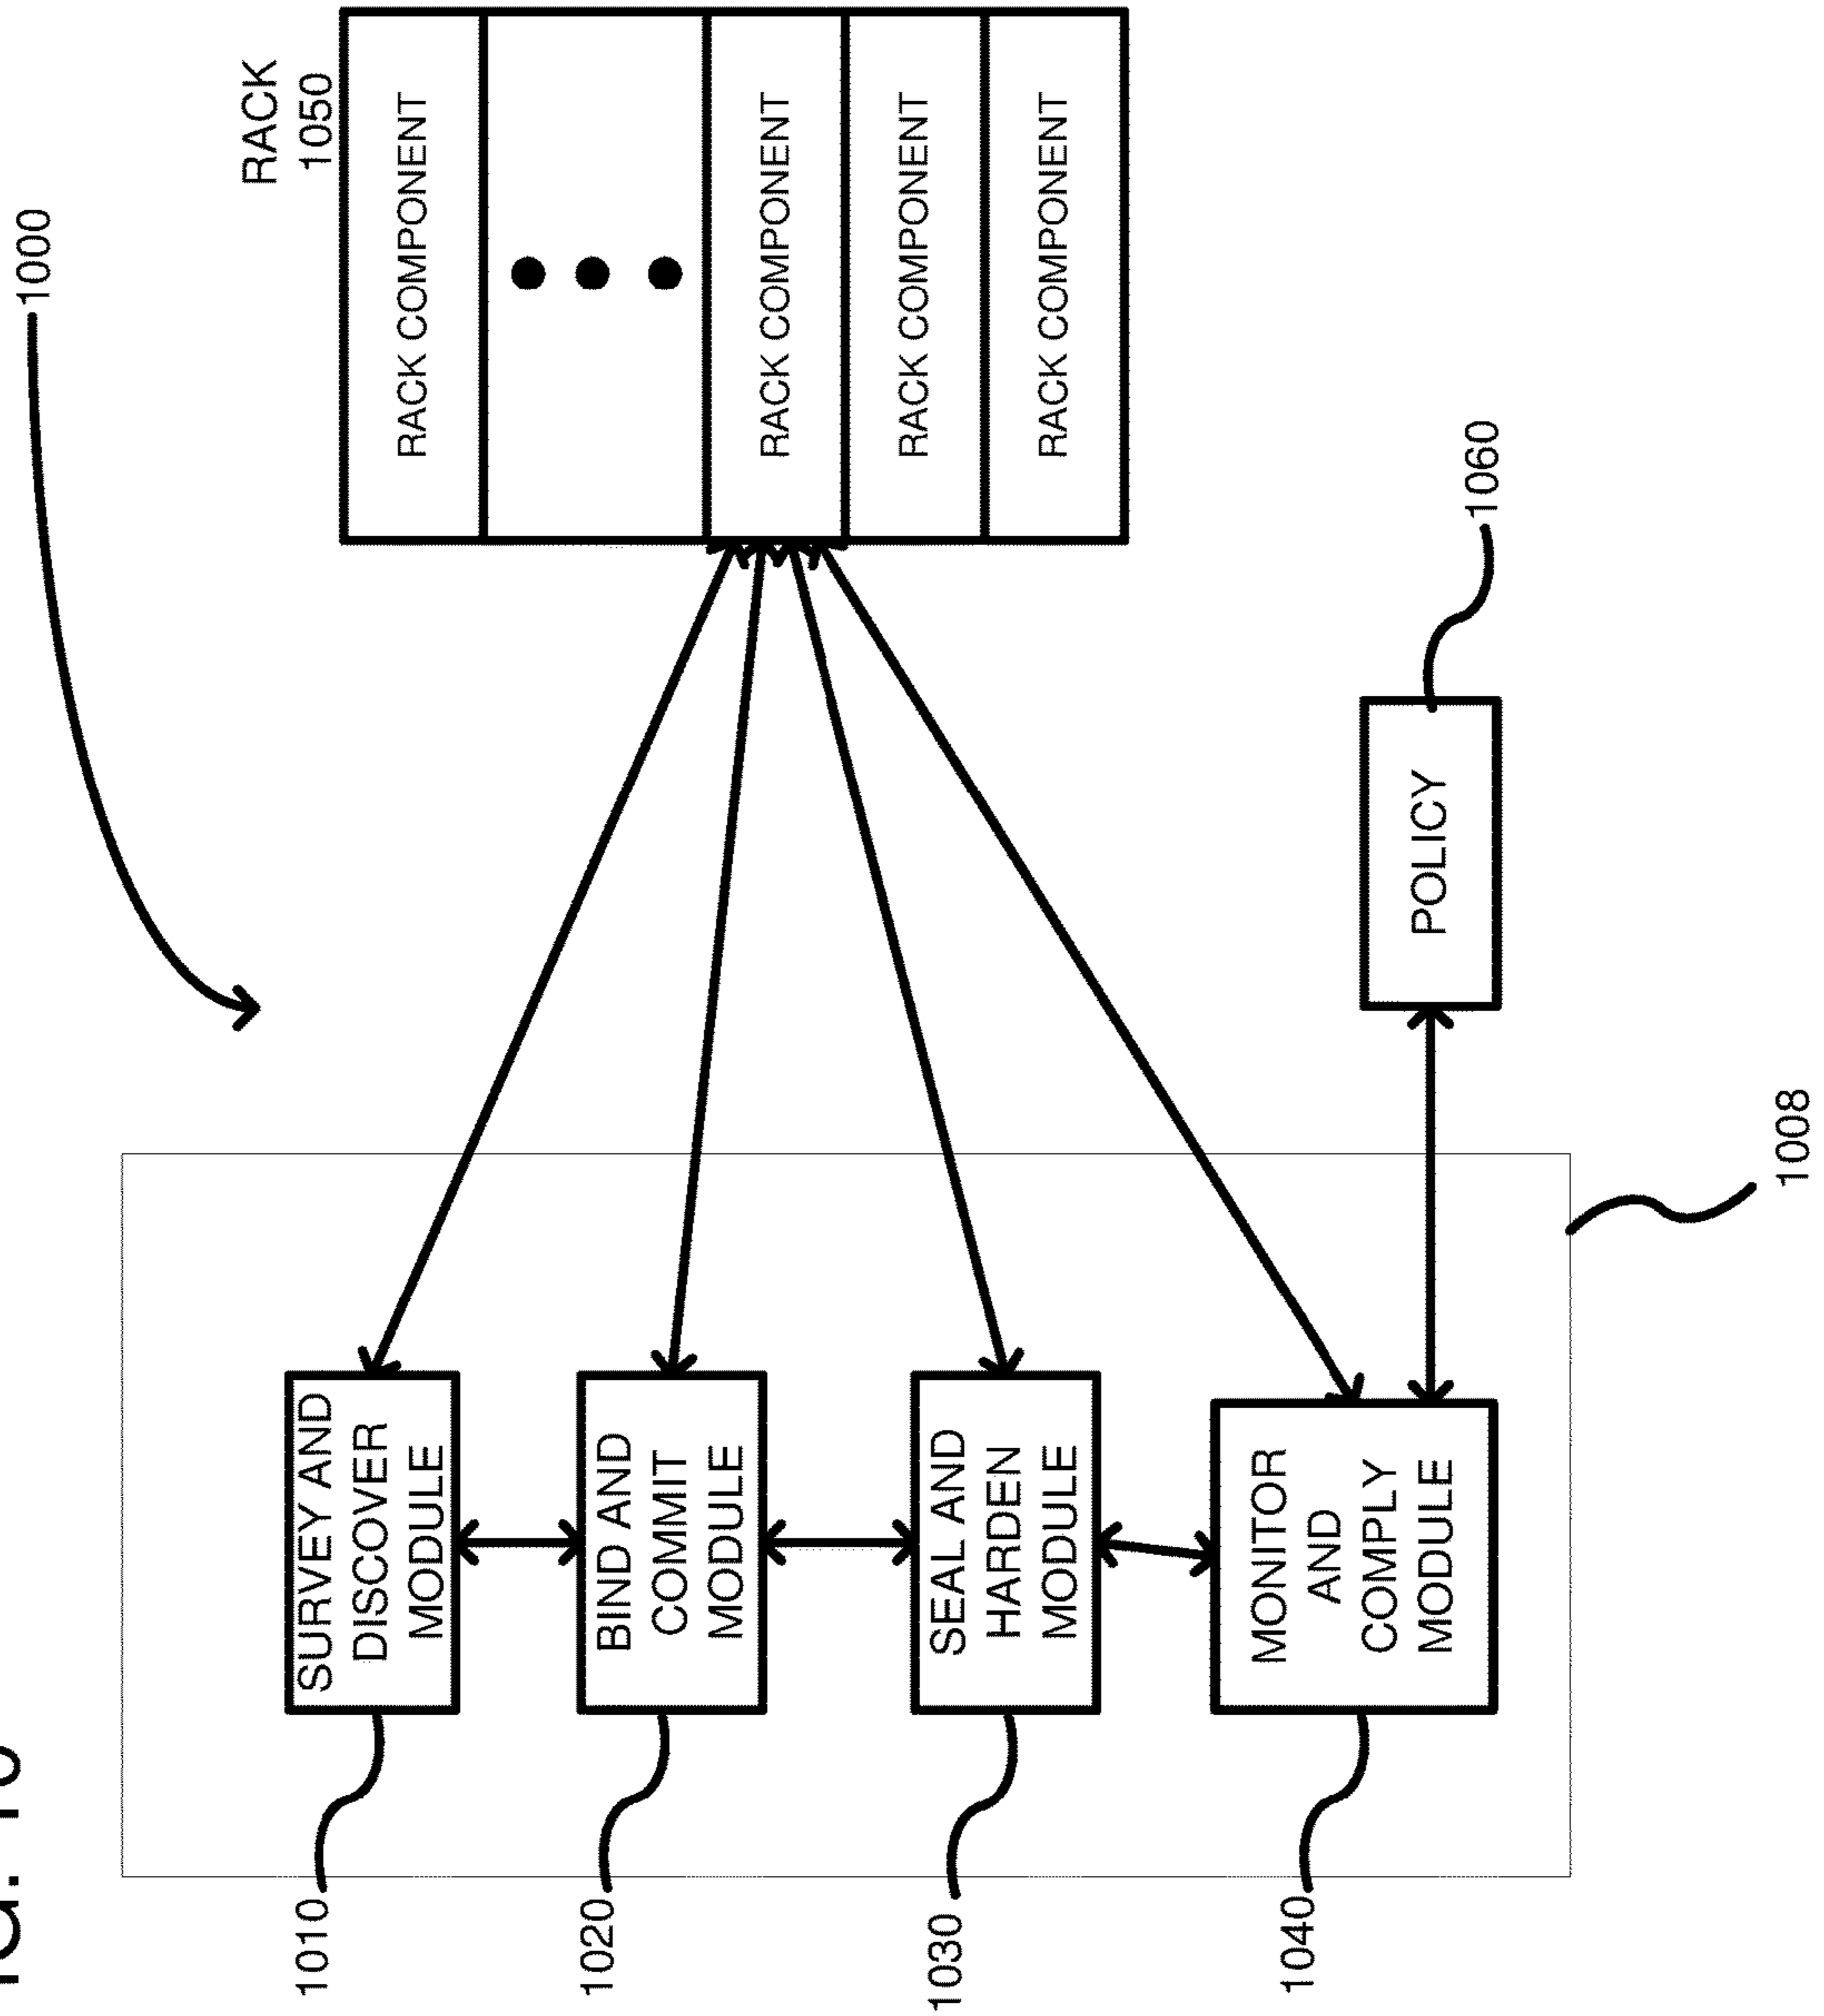 1000
RACK
1050
1010
SURVEY AND
DISCOVER
MODULE
RACK COMPONENT
1020
BIND AND
COMMIT
MODULE
RACK COMPONENT
1030
SEAL AND
HARDEN
MODULE
RACK COMPONENT
RACK COMPONENT
1040
MONITOR
AND
COMPLY
MODULE
POLICY
1060
1008